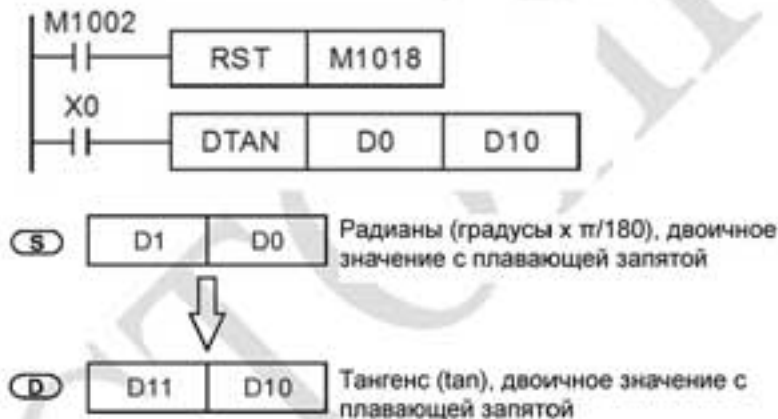 M1002
RST M1018
X0
DTAN D0 D10
S D1 D0 Радианы (градусы x π/180), двоичное
значение с плавающей запятой
D D11 D10 Тангенс (tan), двоичное значение с
плавающей запятой